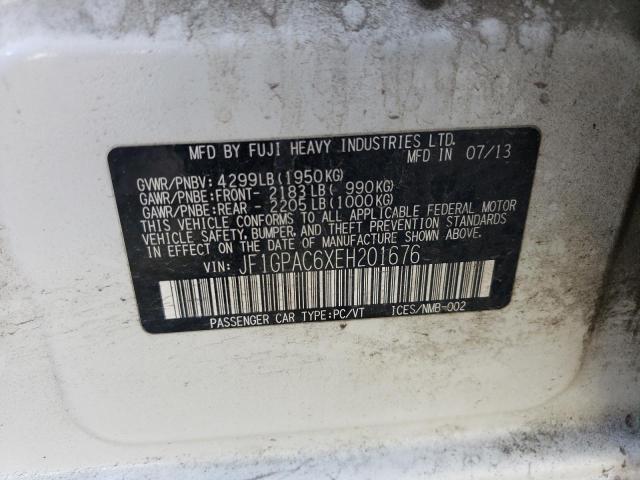 MFD BY FUJI HEAVY INDUSTRIES LTD.
MFD IN 07/13
GVWR/PNBV: 4299LB(1950KG)
GAWR/PNBE:FRONT- 2183LB( 990KG)
GAWR/PNBE:REAR - 2205LB(1000KG)
THIS VEHICLE CONFORMS TO ALL APPLICABLE FEDERAL MOTOR
VEHICLE SAFETY, BUMPER, AND THEFT PREVENTION STANDARDS
IN EFFECT ON THE DATE OF MANUFACTURE SHOWN ABOVE.
VIN: JF1GPAC6XEH201676
PASSENGER CAR TYPE:PC/VT ICES/NMB-002